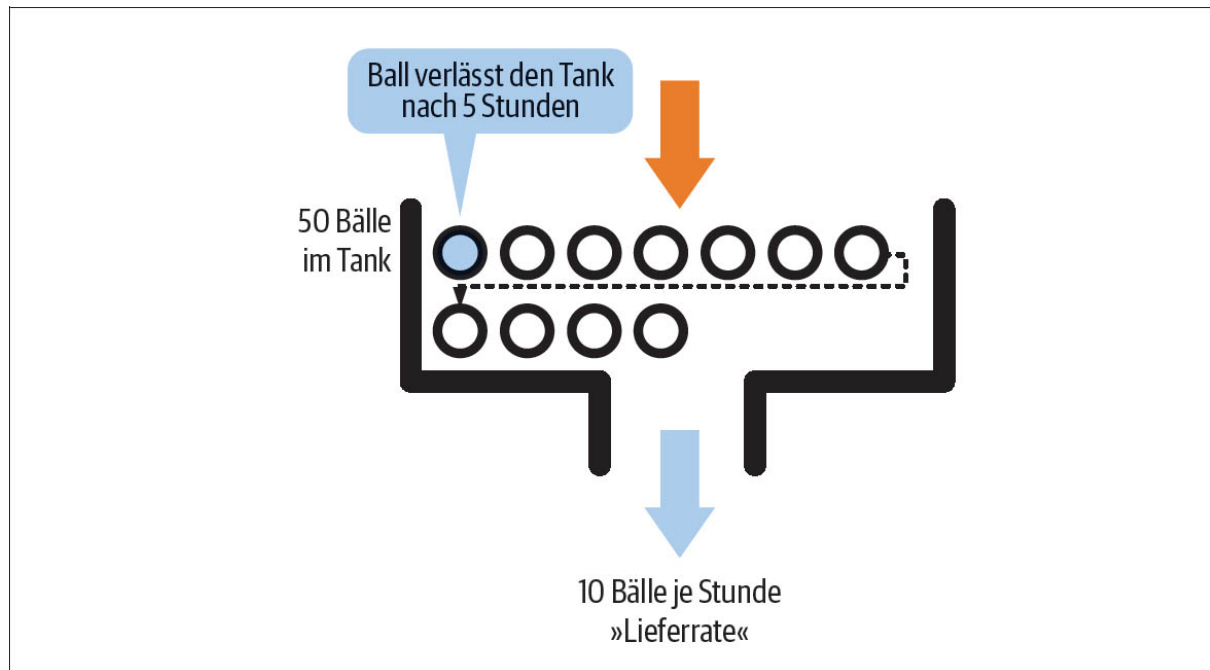 Ball verlässt den Tank
nach 5 Stunden
50 Bälle
im Tank
10 Bälle je Stunde
»Lieferrate«